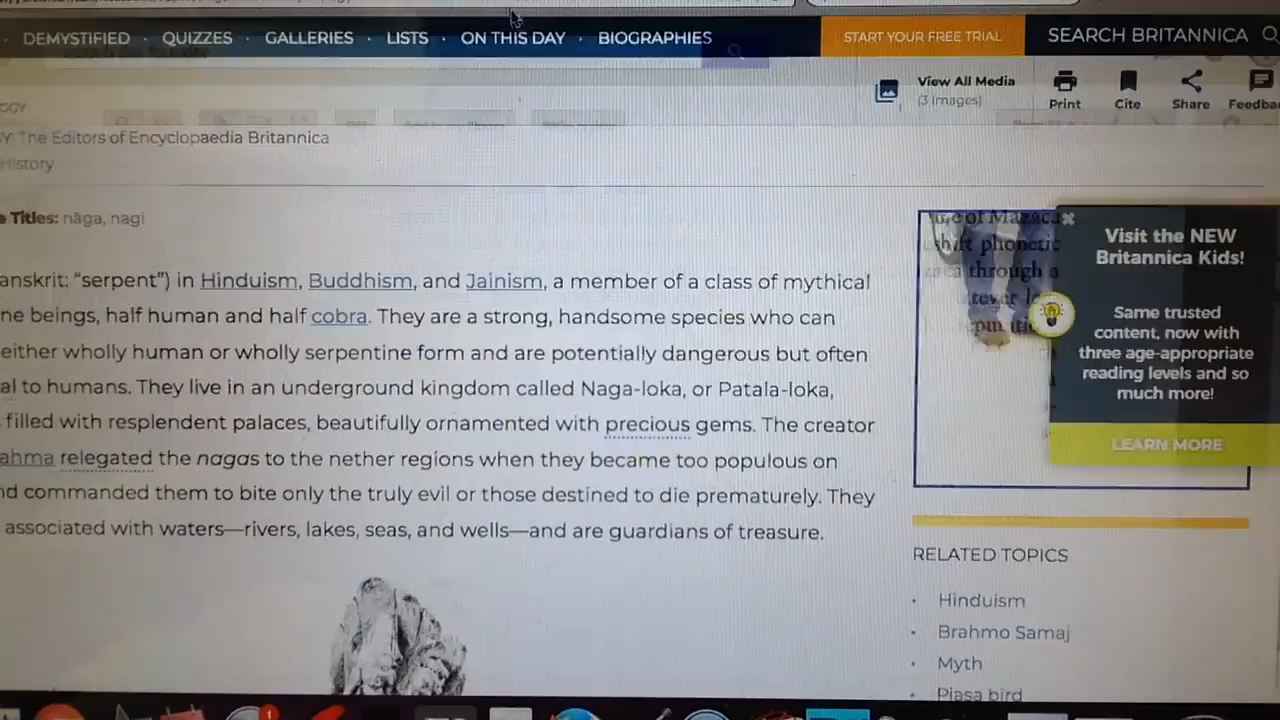 DEMYSTIFIED · QUIZZES · GALLERIES · LISTS · ON THIS DAY · BIOGRAPHIES
START YOUR FREE TRIAL
SEARCH BRITANNICA
View All Media
(3 Images)
Print
Cite
Share
Feedba
The Editors of Encyclopaedia Britannica
History
Titles: nāga, nagi
anskrit: “serpent”) in Hinduism, Buddhism, and Jainism, a member of a class of mythical
ne beings, half human and half cobra. They are a strong, handsome species who can
either wholly human or wholly serpentine form and are potentially dangerous but often
al to humans. They live in an underground kingdom called Naga-loka, or Patala-loka,
filled with resplendent palaces, beautifully ornamented with precious gems. The creator
ahma relegated the nagas to the nether regions when they became too populous on
nd commanded them to bite only the truly evil or those destined to die prematurely. They
associated with waters—rivers, lakes, seas, and wells—and are guardians of treasure.
shift phonetic
through a
Visit the NEW
Britannica Kids!
Same trusted
content, now with
three age-appropriate
reading levels and so
much more!
LEARN MORE
RELATED TOPICS
· Hinduism
· Brahmo Samaj
· Myth
· Piasa bird
1